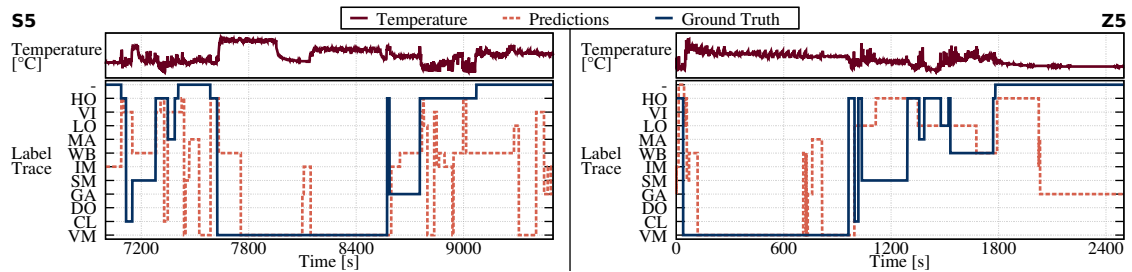 S5
Temperature Predictions Ground Truth
Z5
Temperature
[°C]
-
HO
VI
LO
MA
WB
IM
SM
GA
DO
CL
VM
Label
Trace
7200 7800 8400 9000
Time [s]
Temperature
[°C]
-
HO
VI
LO
MA
WB
IM
SM
GA
DO
CL
VM
Label
Trace
0 600 1200 1800 2400
Time [s]